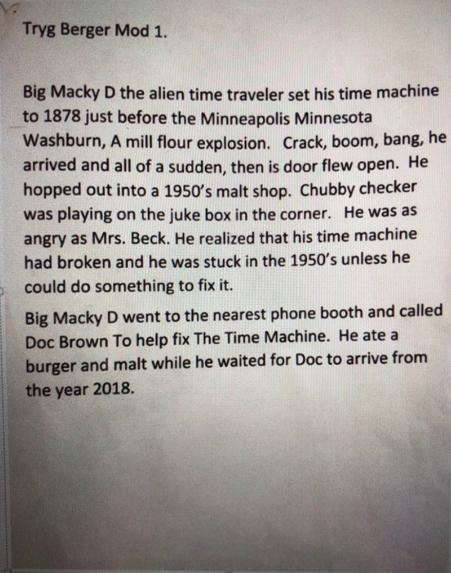 Tryg Berger Mod 1.
Big Macky D the alien time traveler set his time machine
to 1878 just before the Minneapolis Minnesota
Washburn, A mill flour explosion.   Crack, boom, bang, he
arrived and all of a sudden, then is door flew open.  He
hopped out into a 1950's malt shop.  Chubby checker
was playing on the juke box in the corner.   He was as
angry as Mrs. Beck. He realized that his time machine
had broken and he was stuck in the 1950's unless he
could do something to fix it.
Big Macky D went to the nearest phone booth and called
Doc Brown To help fix The Time Machine.  He ate a
burger and malt while he waited for Doc to arrive from
the year 2018.